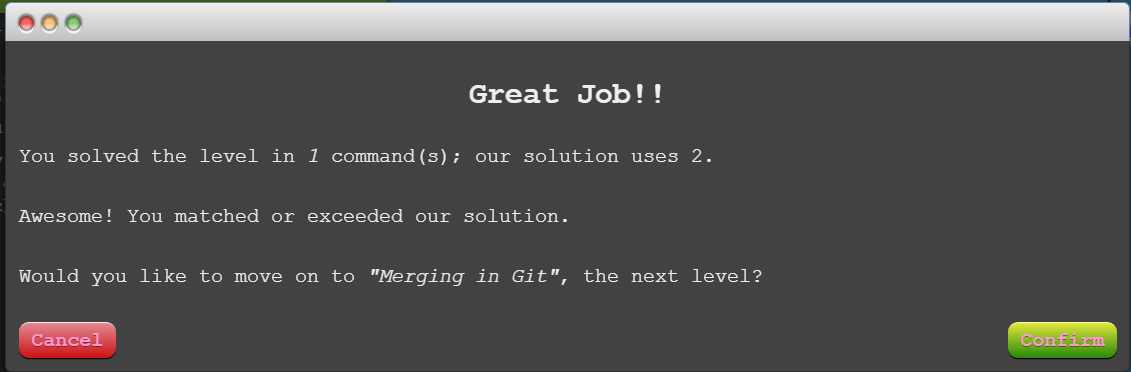 Great Job!!
You solved the level in 1 command(s); our solution uses 2.
Awesome! You matched or exceeded our solution.
Would you like to move on to "Merging in Git", the next level?
Cancel
Confirm